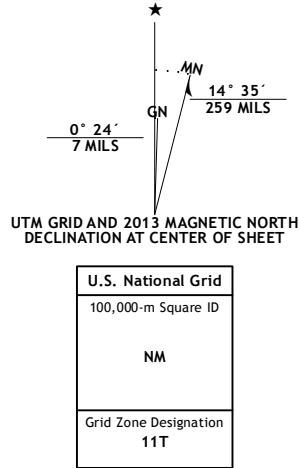 ★
MN
GN
14° 35´
259 MILS
0° 24´
7 MILS
UTM GRID AND 2013 MAGNETIC NORTH
DECLINATION AT CENTER OF SHEET
U.S. National Grid
100,000-m Square ID
NM
Grid Zone Designation
11T